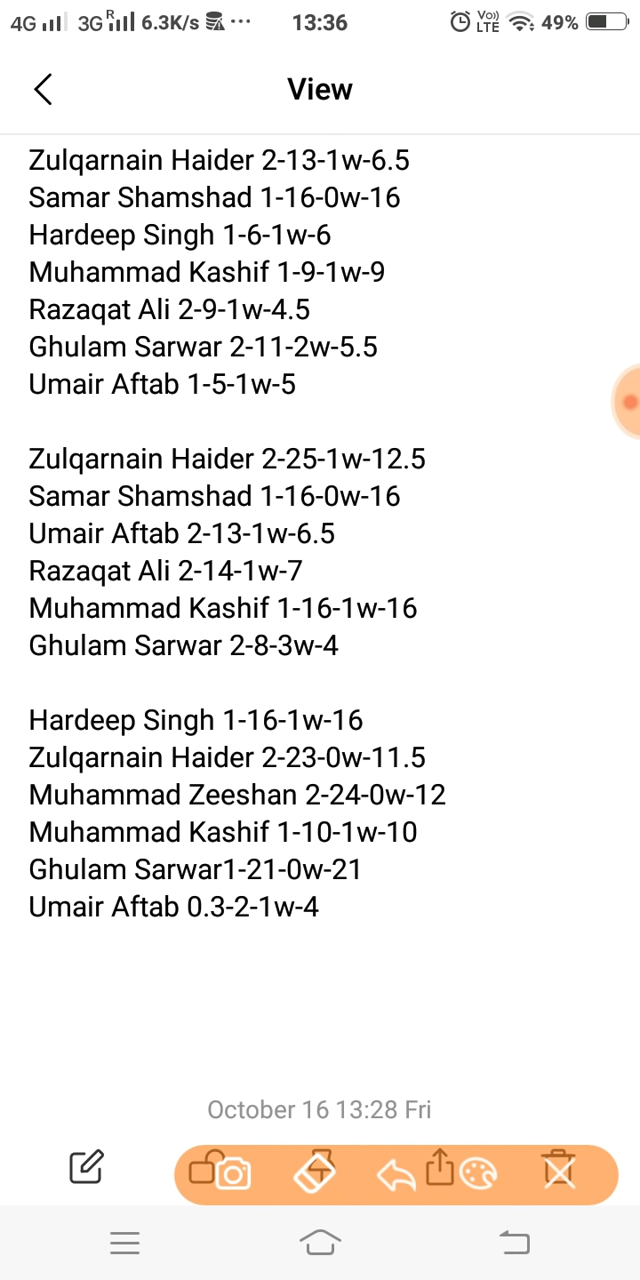 4G 3G R 6.3K/s ... 13:36 Vo) LTE 49%
View
Zulqarnain Haider 2-13-1w-6.5
Samar Shamshad 1-16-0w-16
Hardeep Singh 1-6-1w-6
Muhammad Kashif 1-9-1w-9
Razaqat Ali 2-9-1w-4.5
Ghulam Sarwar 2-11-2w-5.5
Umair Aftab 1-5-1w-5
Zulqarnain Haider 2-25-1w-12.5
Samar Shamshad 1-16-0w-16
Umair Aftab 2-13-1w-6.5
Razaqat Ali 2-14-1w-7
Muhammad Kashif 1-16-1w-16
Ghulam Sarwar 2-8-3w-4
Hardeep Singh 1-16-1w-16
Zulqarnain Haider 2-23-0w-11.5
Muhammad Zeeshan 2-24-0w-12
Muhammad Kashif 1-10-1w-10
Ghulam Sarwar1-21-0w-21
Umair Aftab 0.3-2-1w-4
October 16 13:28 Fri